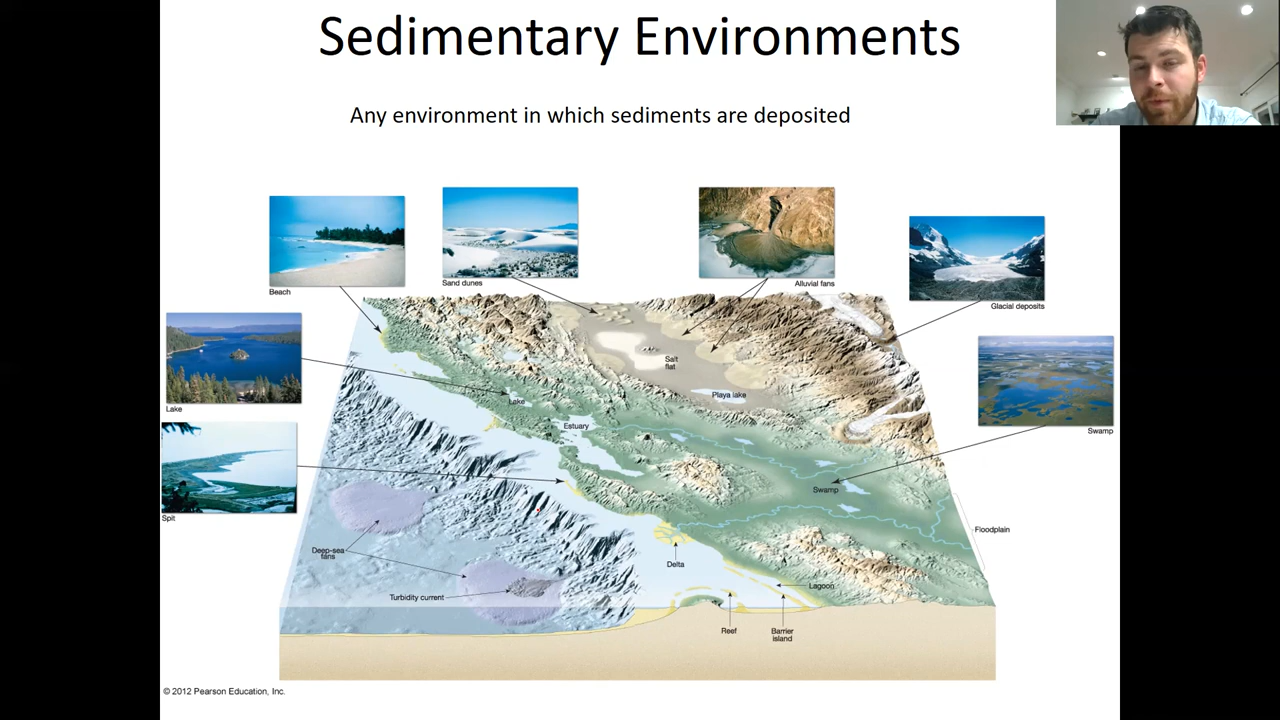 Sedimentary Environments
Any environment in which sediments are deposited
Beach
Sand dunes
Alluvial fans
Glacial deposits
Lake
Swamp
Spit
Salt
flat
Playa lake
Lake
Estuary
Swamp
Floodplain
Deep-sea
fans
Delta
Lagoon
Turbidity current
Reef
Barrier
island
© 2012 Pearson Education, Inc.